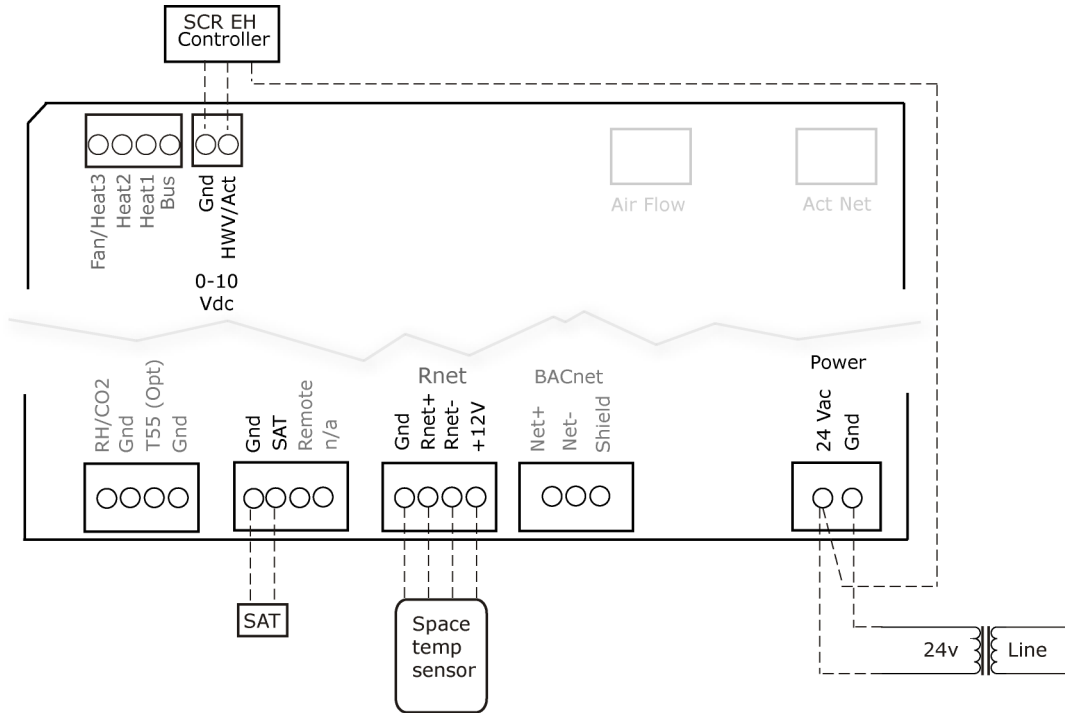 SCR EH
Controller
Fan/Heat3
Heat2
Heat1
Bus
Gnd
HWV/Act
0-10
Vdc
Air Flow
Act Net
RH/CO2
Gnd
T55 (Opt)
Gnd
Gnd
SAT
Remote
n/a
Rnet
Gnd
Rnet+
Rnet-
+12V
BACnet
Net+
Net-
Shield
Power
24 Vac
Gnd
SAT
Space
temp
sensor
24v
Line